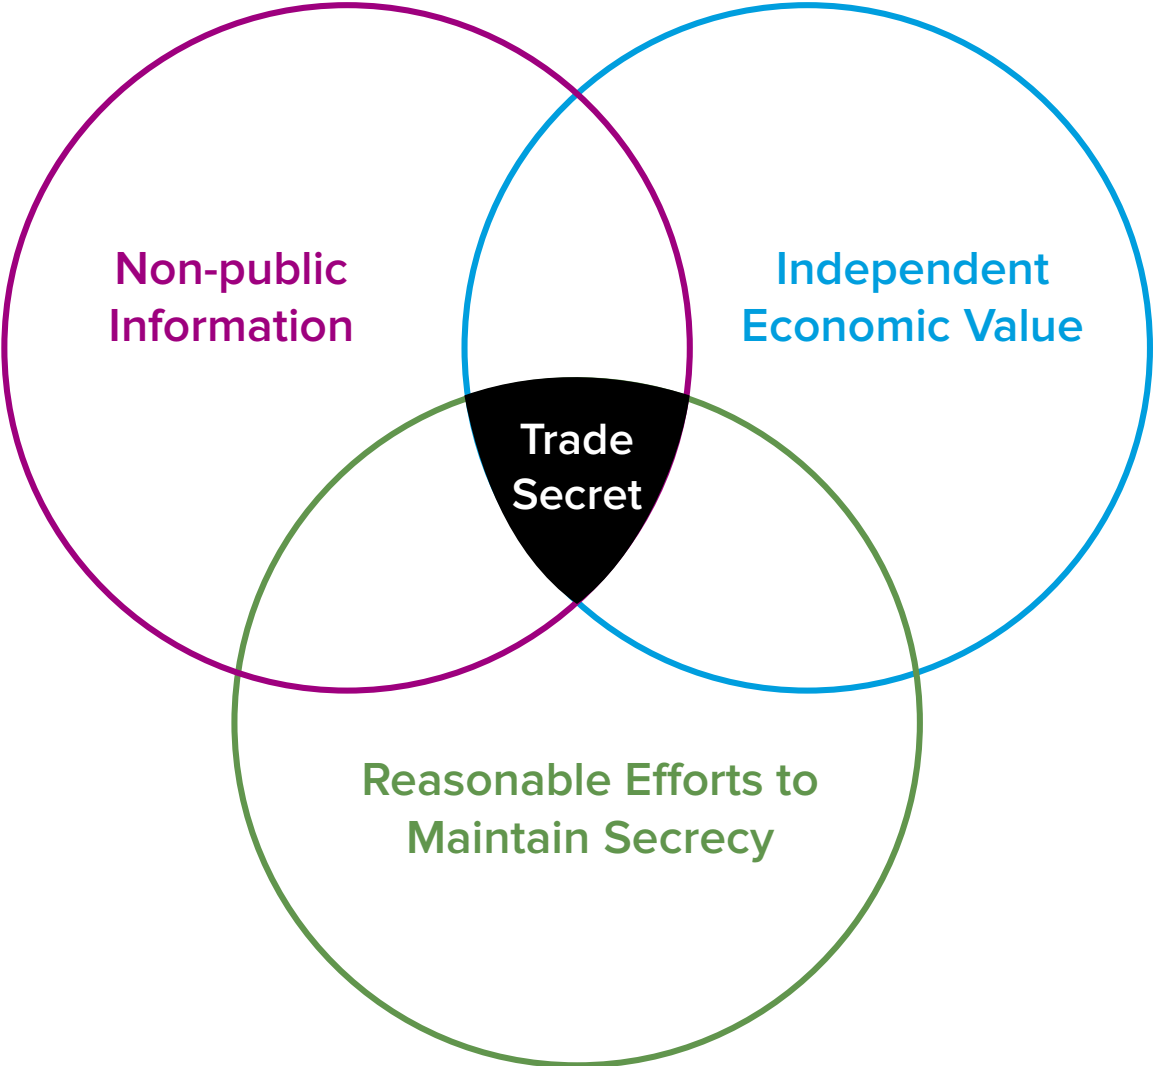 Non-public
Information
Independent
Economic Value
Trade
Secret
Reasonable Efforts to
Maintain Secrecy